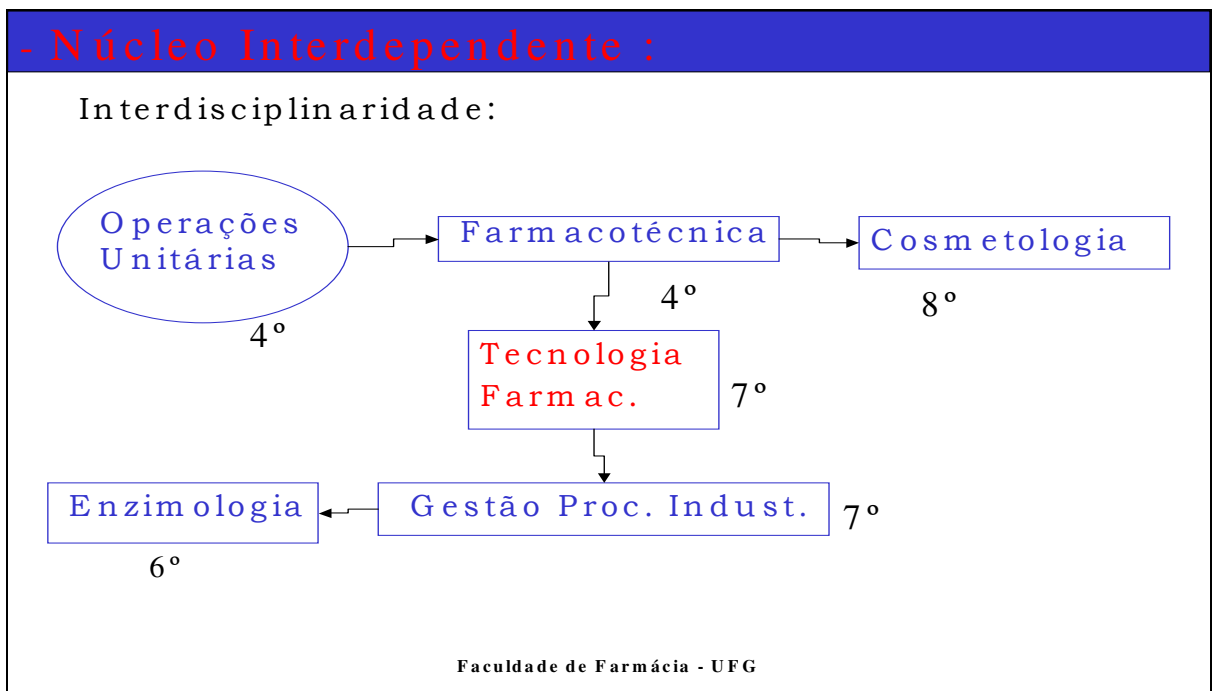 - Núcleo Interdependente :
Interdisciplinaridade:
Operações
Unitárias
4º
Farmacotécnica
4º
Cosmetologia
8º
Tecnologia
Farmac.
7º
Enzimologia
6º
Gestão Proc. Indust.
7º
Faculdade de Farmácia - UFG